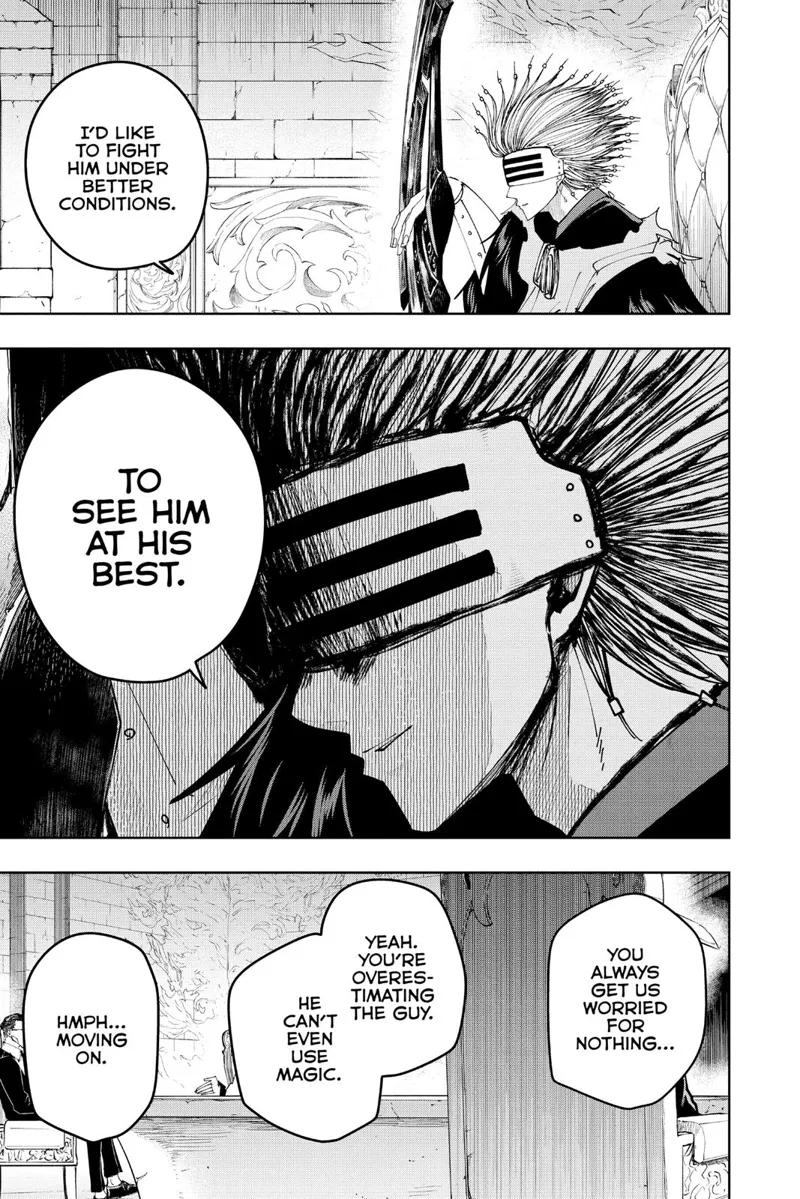 I'D LIKE
TO FIGHT
HIM UNDER
BETTER
CONDITIONS.
TO
SEE HIM
AT HIS
BEST.
YOU
ALWAYS
GET US
WORRIED
FOR
NOTHING...
YEAH.
YOU'RE
OVERES-
TIMATING
THE GUY.
HE
CAN'T
EVEN
USE
MAGIC.
HMPH...
MOVING
ON.